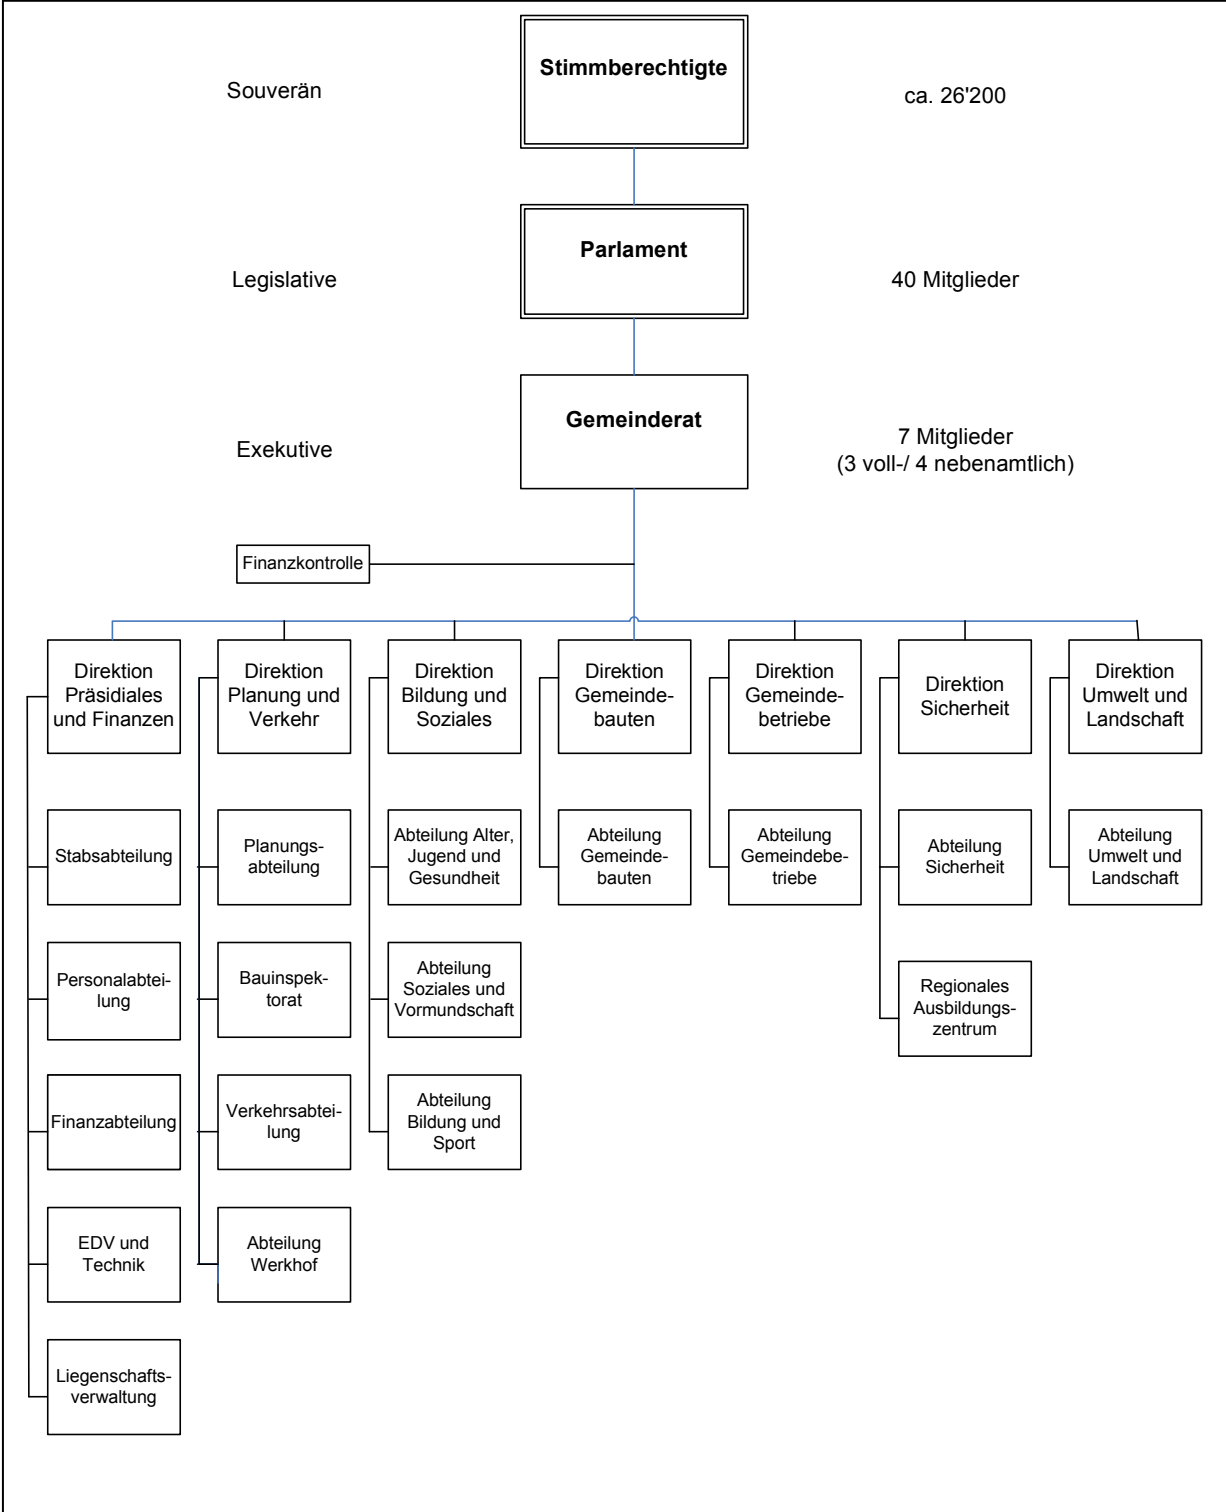 Stimmberechtigte
Souverän
ca. 26'200
Parlament
Legislative
40 Mitglieder
Gemeinderat
Exekutive
7 Mitglieder
(3 voll-/ 4 nebenamtlich)
Finanzkontrolle
Direktion
Präsidiales
und Finanzen
Direktion
Planung und
Verkehr
Direktion
Bildung und
Soziales
Direktion
Gemeinde-
bauten
Direktion
Gemeinde-
betriebe
Direktion
Sicherheit
Direktion
Umwelt und
Landschaft
Stabsabteilung
Planungs-
abteilung
Abteilung Alter,
Jugend und
Gesundheit
Abteilung
Gemeinde-
bauten
Abteilung
Gemeindebe-
triebe
Abteilung
Sicherheit
Abteilung
Umwelt und
Landschaft
Personalabtei-
lung
Bauinspek-
torat
Abteilung
Soziales und
Vormundschaft
Regionales
Ausbildungs-
zentrum
Finanzabteilung
Verkehrsabtei-
lung
Abteilung
Bildung und
Sport
EDV und
Technik
Abteilung
Werkhof
Liegenschafts-
verwaltung